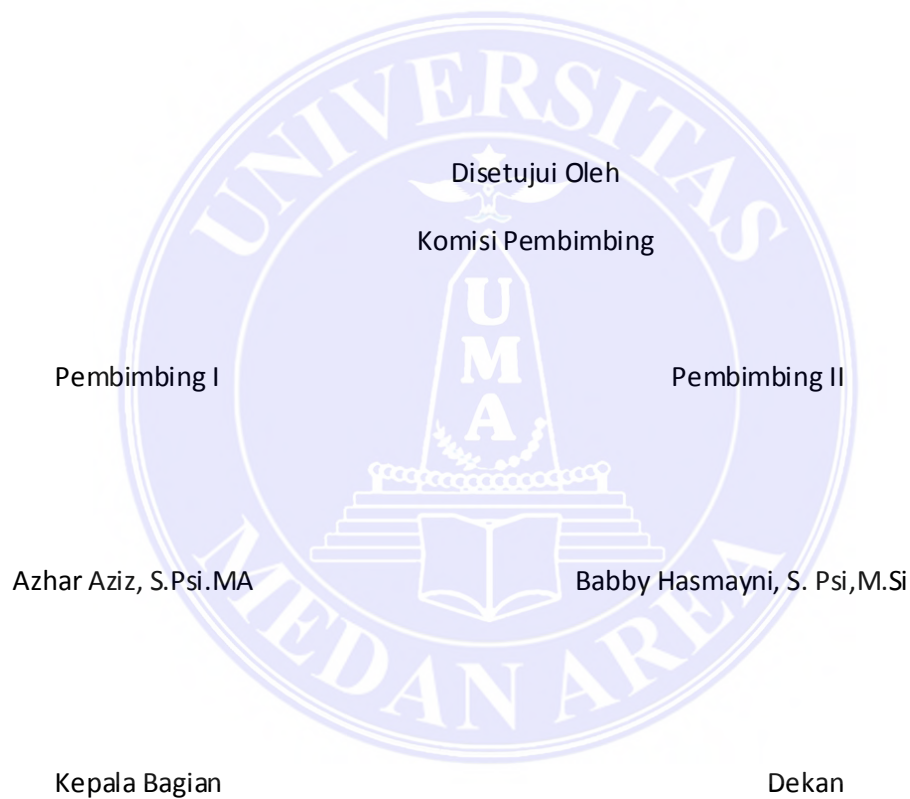 UNIVERSITAS
Disetujui Oleh
Komisi Pembimbing
U
M
A
Pembimbing I Pembimbing II
Azhar Aziz, S.Psi.MA Babby Hasmayni, S. Psi,M.Si
MEDAN AREA
Kepala Bagian Dekan